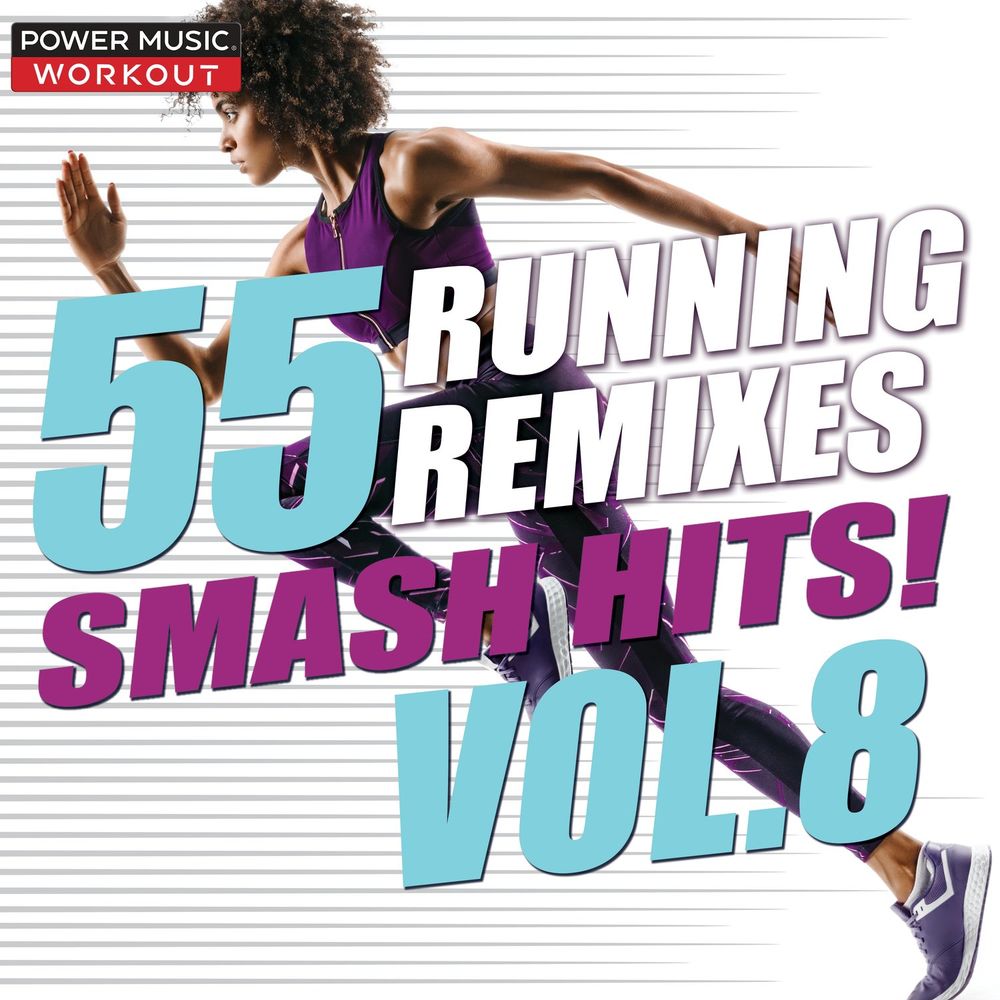 POWER MUSIC®
WORKOUT
55 RUNNING
REMIXES
SMASH HITS!
VOL.8